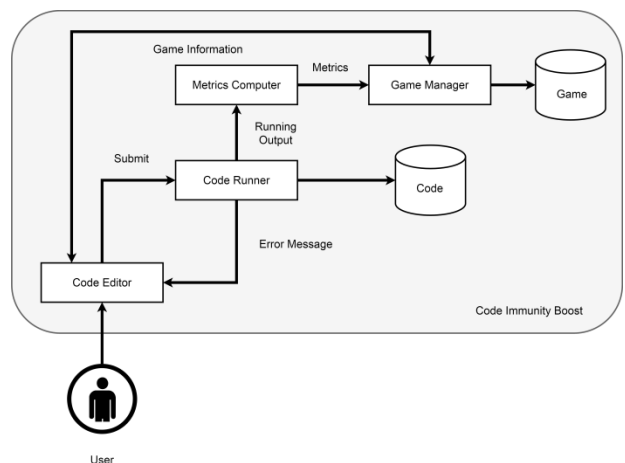 Game Information
Metrics
Metrics Computer
Game Manager
Game
Running
Output
Submit
Code Runner
Code
Error Message
Code Editor
Code Immunity Boost
User